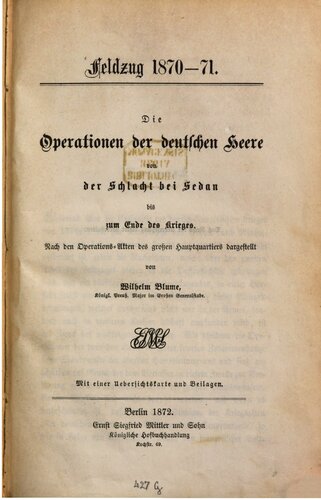 Feldzug 1870—71.
Die
Operationen der deutschen Heere
von
der Schlacht bei Sedan
bis
zum Ende des Krieges.
Nach den Operations-Akten des großen Hauptquartiers dargestellt
von
Wilhelm Blume,
Königl. Preuß. Major im Großen Generalstabe.
Mit einer Uebersichtskarte und Beilagen.
Berlin 1872.
Ernst Siegfried Mittler und Sohn
Königliche Hofbuchhandlung
Kochstr. 69.